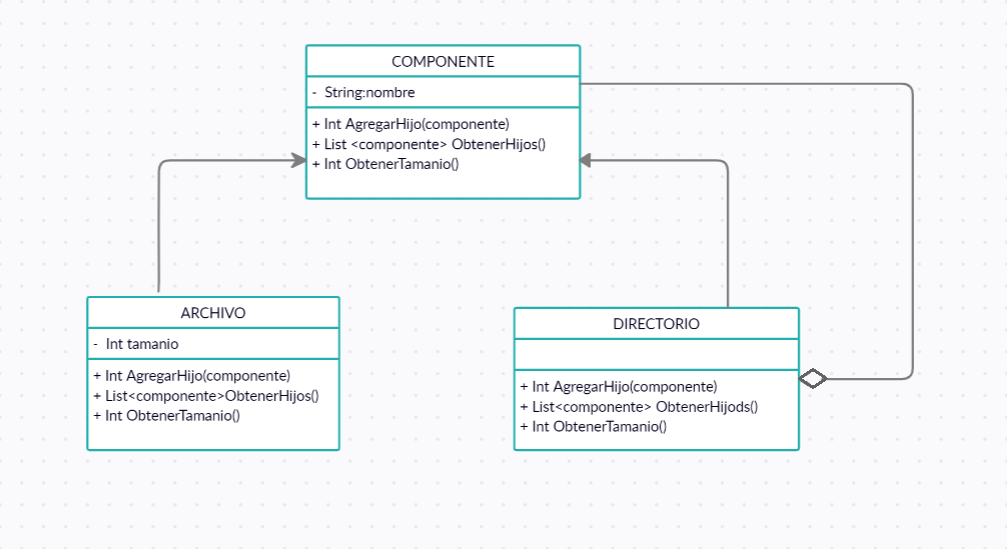 COMPONENTE
- String:nombre
+ Int AgregarHijo(componente)
+ List <componente> ObtenerHijos()
+ Int ObtenerTamanio()
ARCHIVO
- Int tamanio
+ Int AgregarHijo(componente)
+ List<componente>ObtenerHijos()
+ Int ObtenerTamanio()
DIRECTORIO
+ Int AgregarHijo(componente)
+ List<componente> ObtenerHijods()
+ Int ObtenerTamanio()